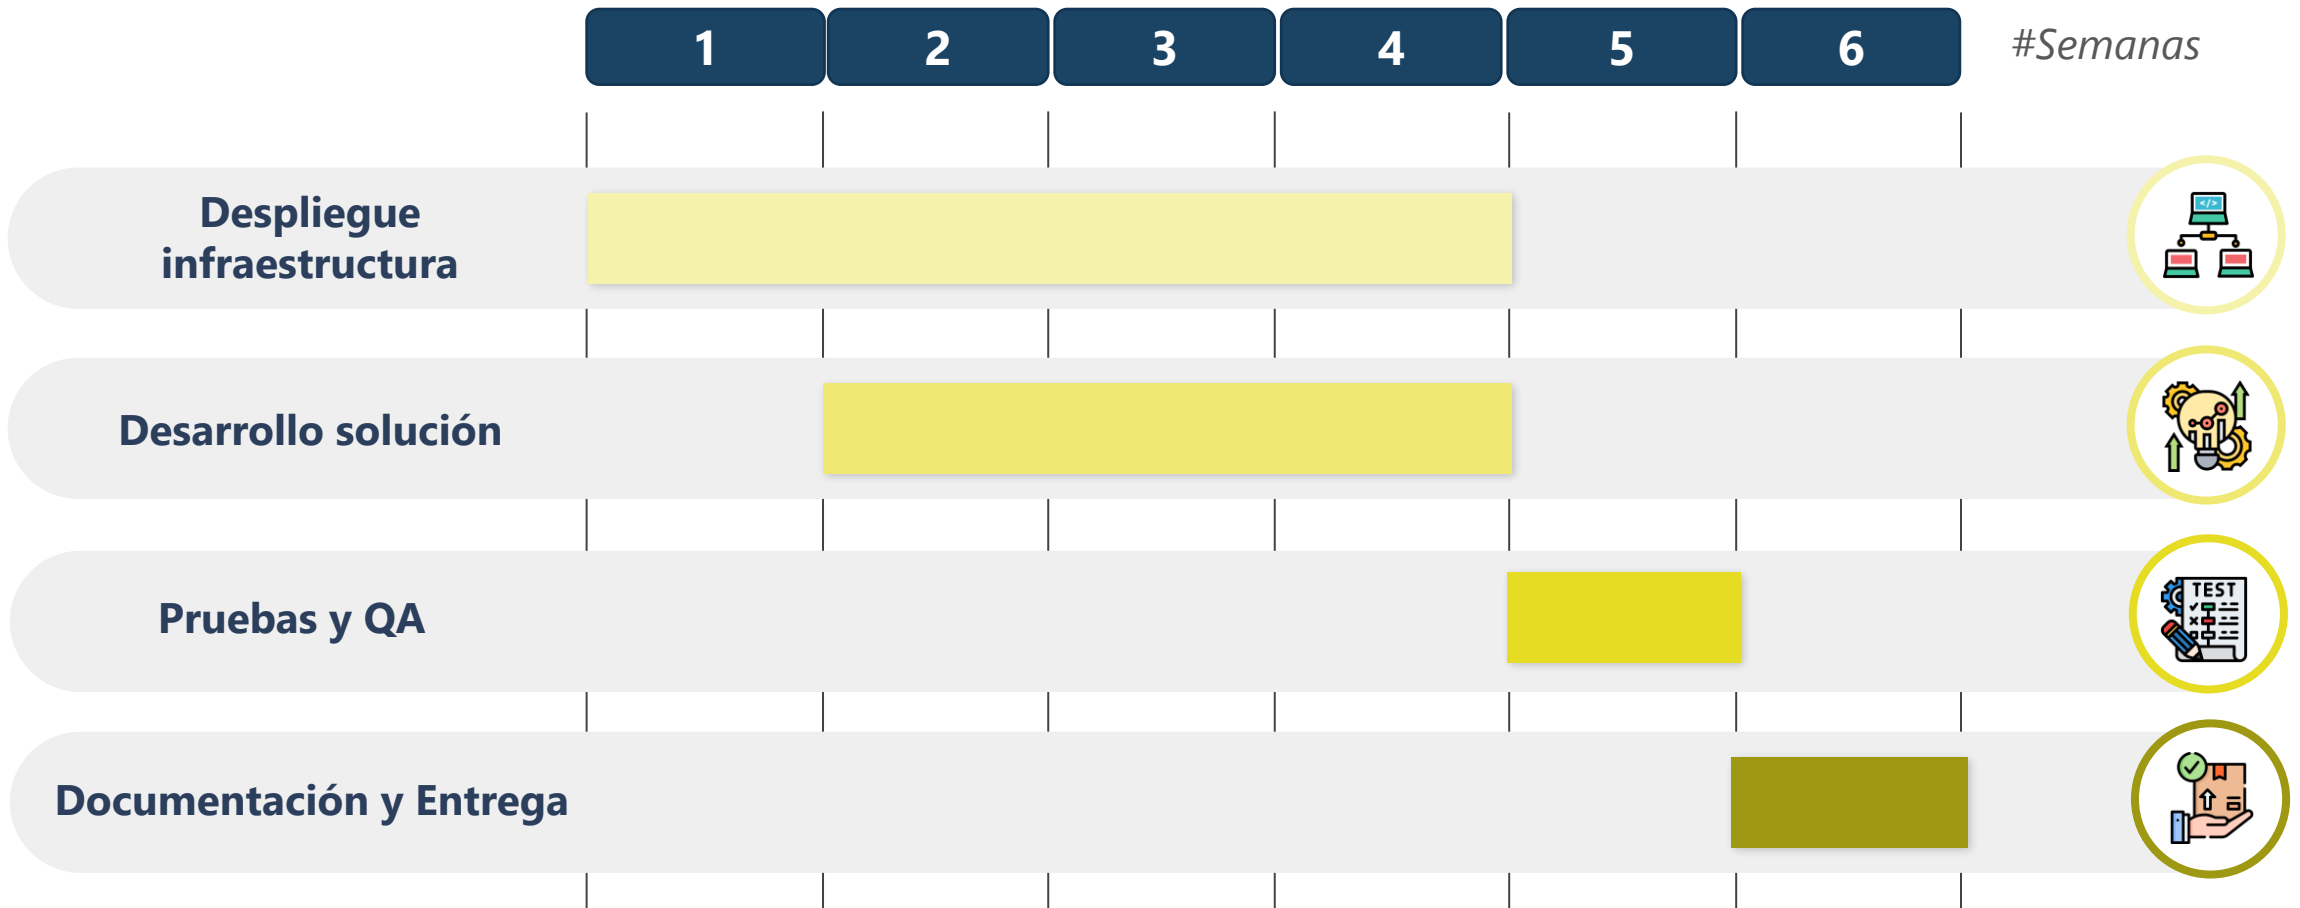 1 2 3 4 5 6 #Semanas
Despliegue
infraestructura
</>
Desarrollo solución
Pruebas y QA
TEST
Documentación y Entrega